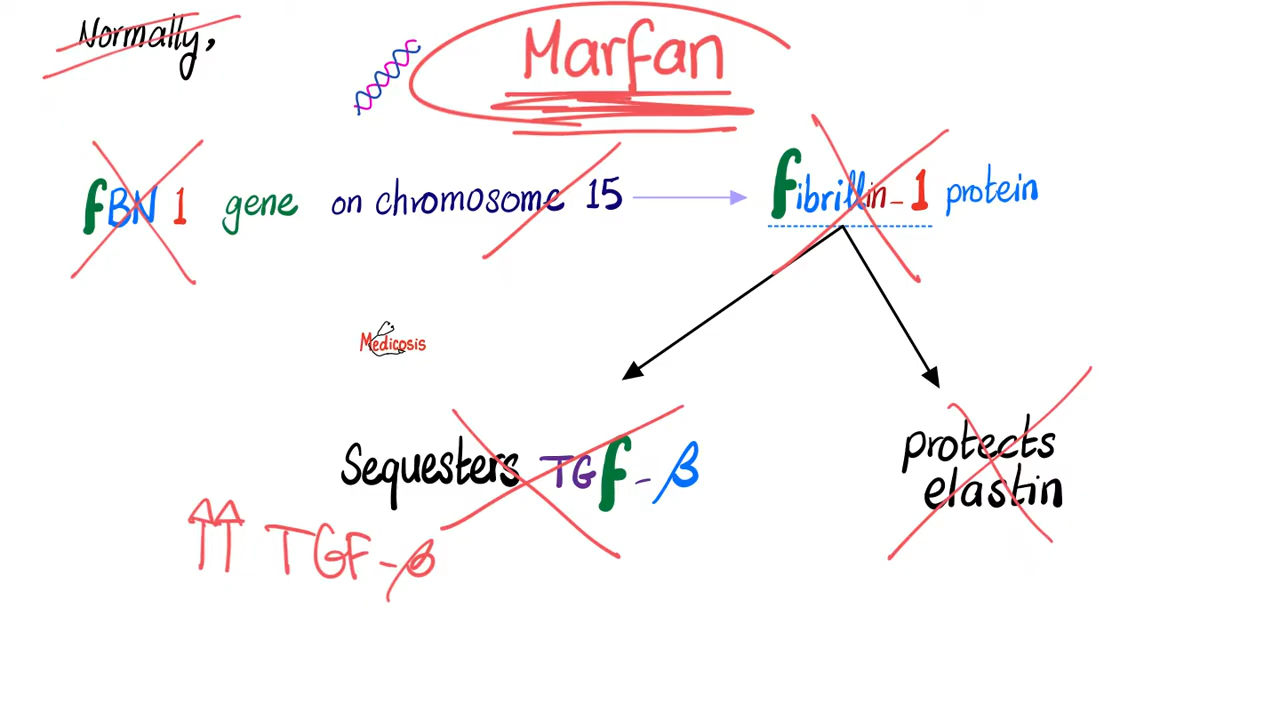 Normally,
Marfan
fBN 1 gene on chromosome 15
fibrillin-1 protein
Medicosis
Sequesters TGf-β
protects
elastin
↑↑ TGF-β